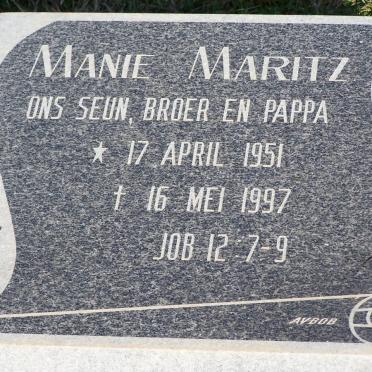 MANIE MARITZ
ONS SEUN, BROER EN PAPPA
* 17 APRIL 1951
† 16 MEI 1997
JOB 12:7-9
AVBOB